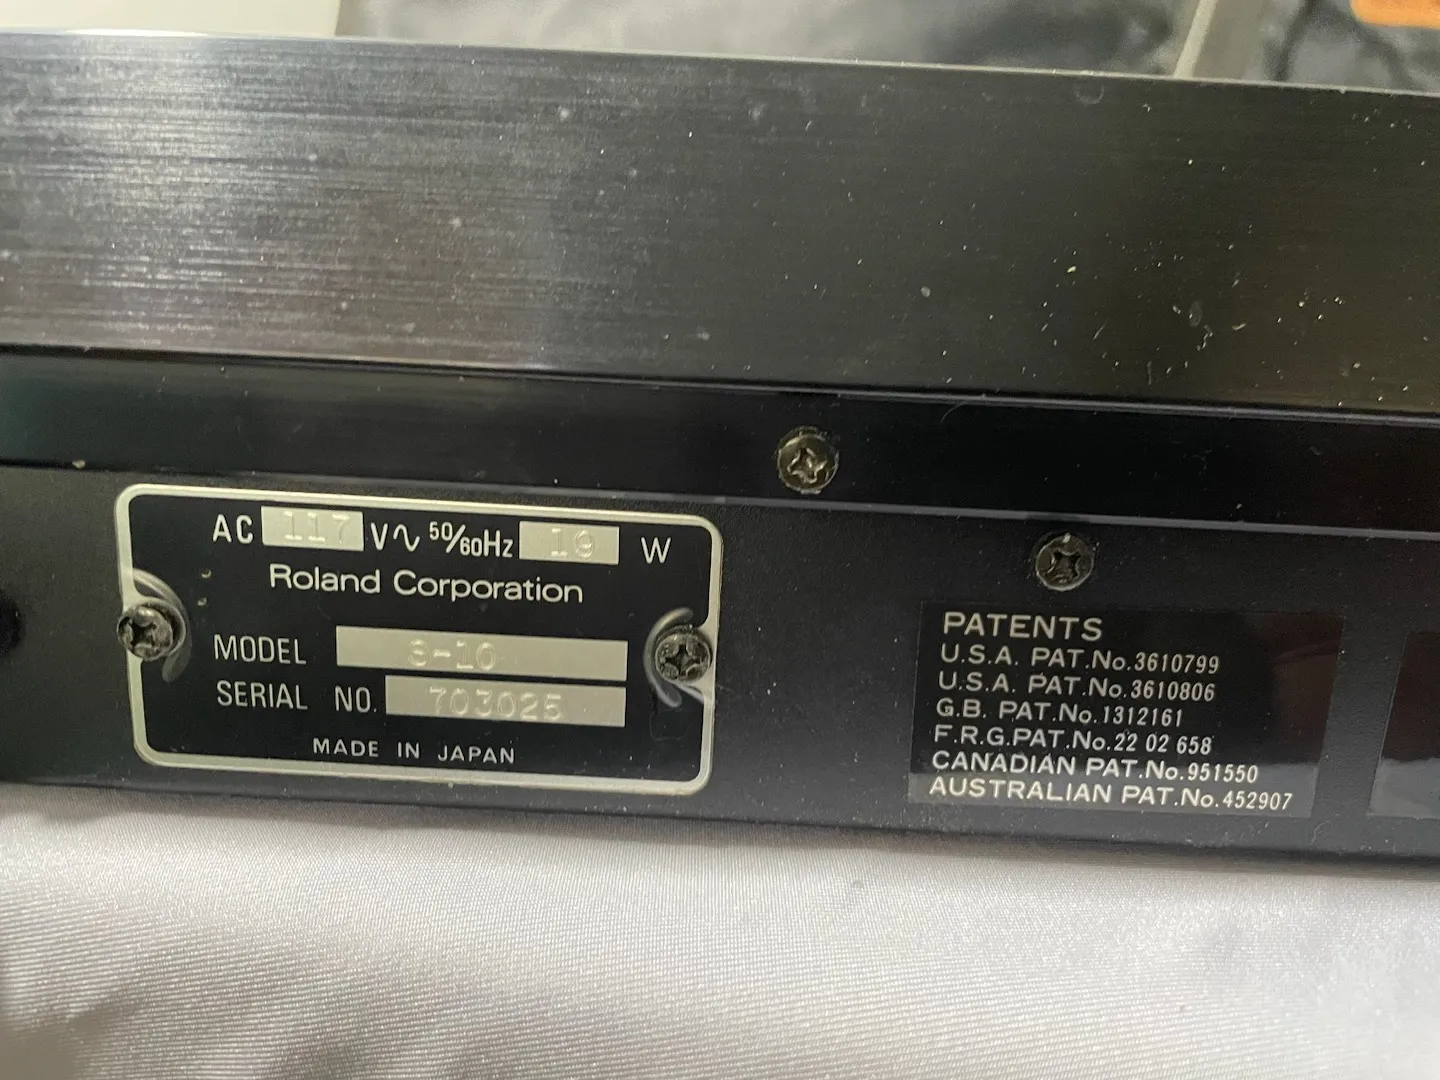 AC 117 V∿ 50/60Hz 19 W
Roland Corporation
MODEL S-10
SERIAL NO. 703025
MADE IN JAPAN
PATENTS
U.S.A. PAT.No.3610799
U.S.A. PAT.No.3610806
G.B. PAT.No.1312161
F.R.G.PAT.No.22 02 658
CANADIAN PAT.No.951550
AUSTRALIAN PAT.No.452907